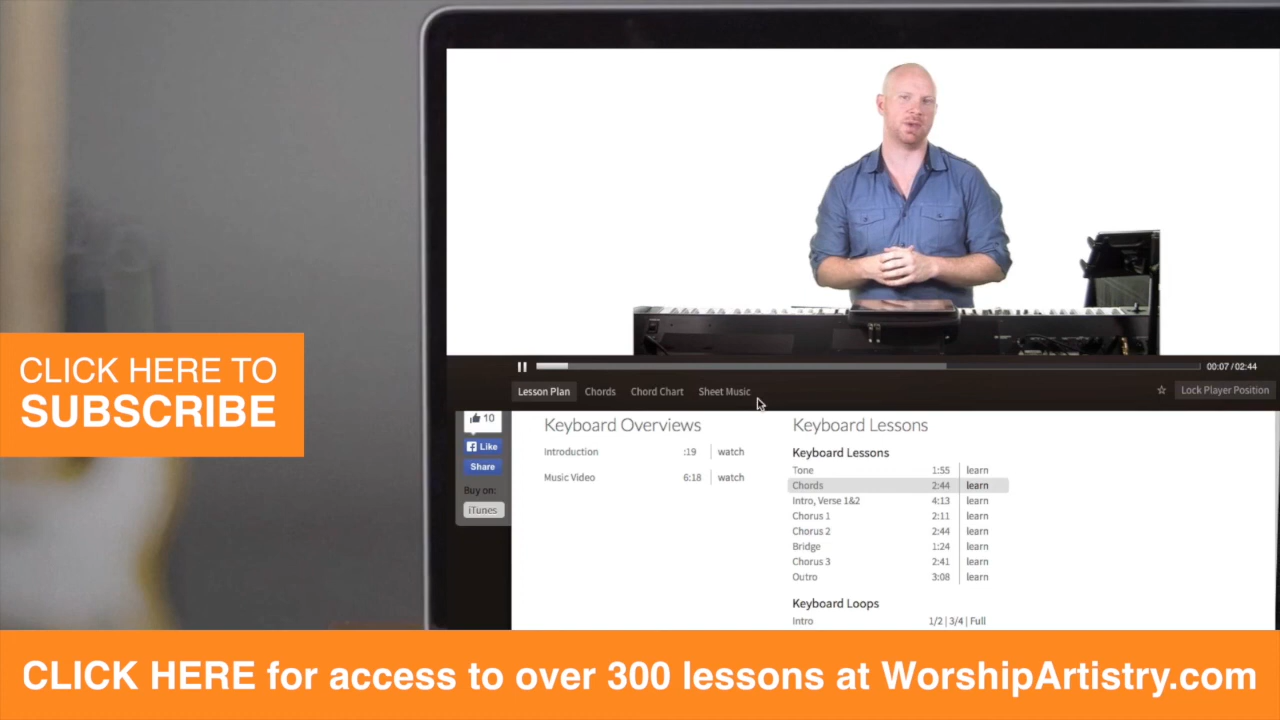 CLICK HERE TO
SUBSCRIBE
00:07 / 02:44
Lesson Plan Chords Chord Chart Sheet Music
☆ Lock Player Position
10
Like
Share
Buy on:
iTunes
Keyboard Overviews
Introduction :19 watch
Music Video 6:18 watch
Keyboard Lessons
Keyboard Lessons
Tone 1:55 learn
Chords 2:44 learn
Intro, Verse 1&2 4:13 learn
Chorus 1 2:11 learn
Chorus 2 2:44 learn
Bridge 1:24 learn
Chorus 3 2:41 learn
Outro 3:08 learn
Keyboard Loops
Intro 1/2 | 3/4 | Full
CLICK HERE for access to over 300 lessons at WorshipArtistry.com